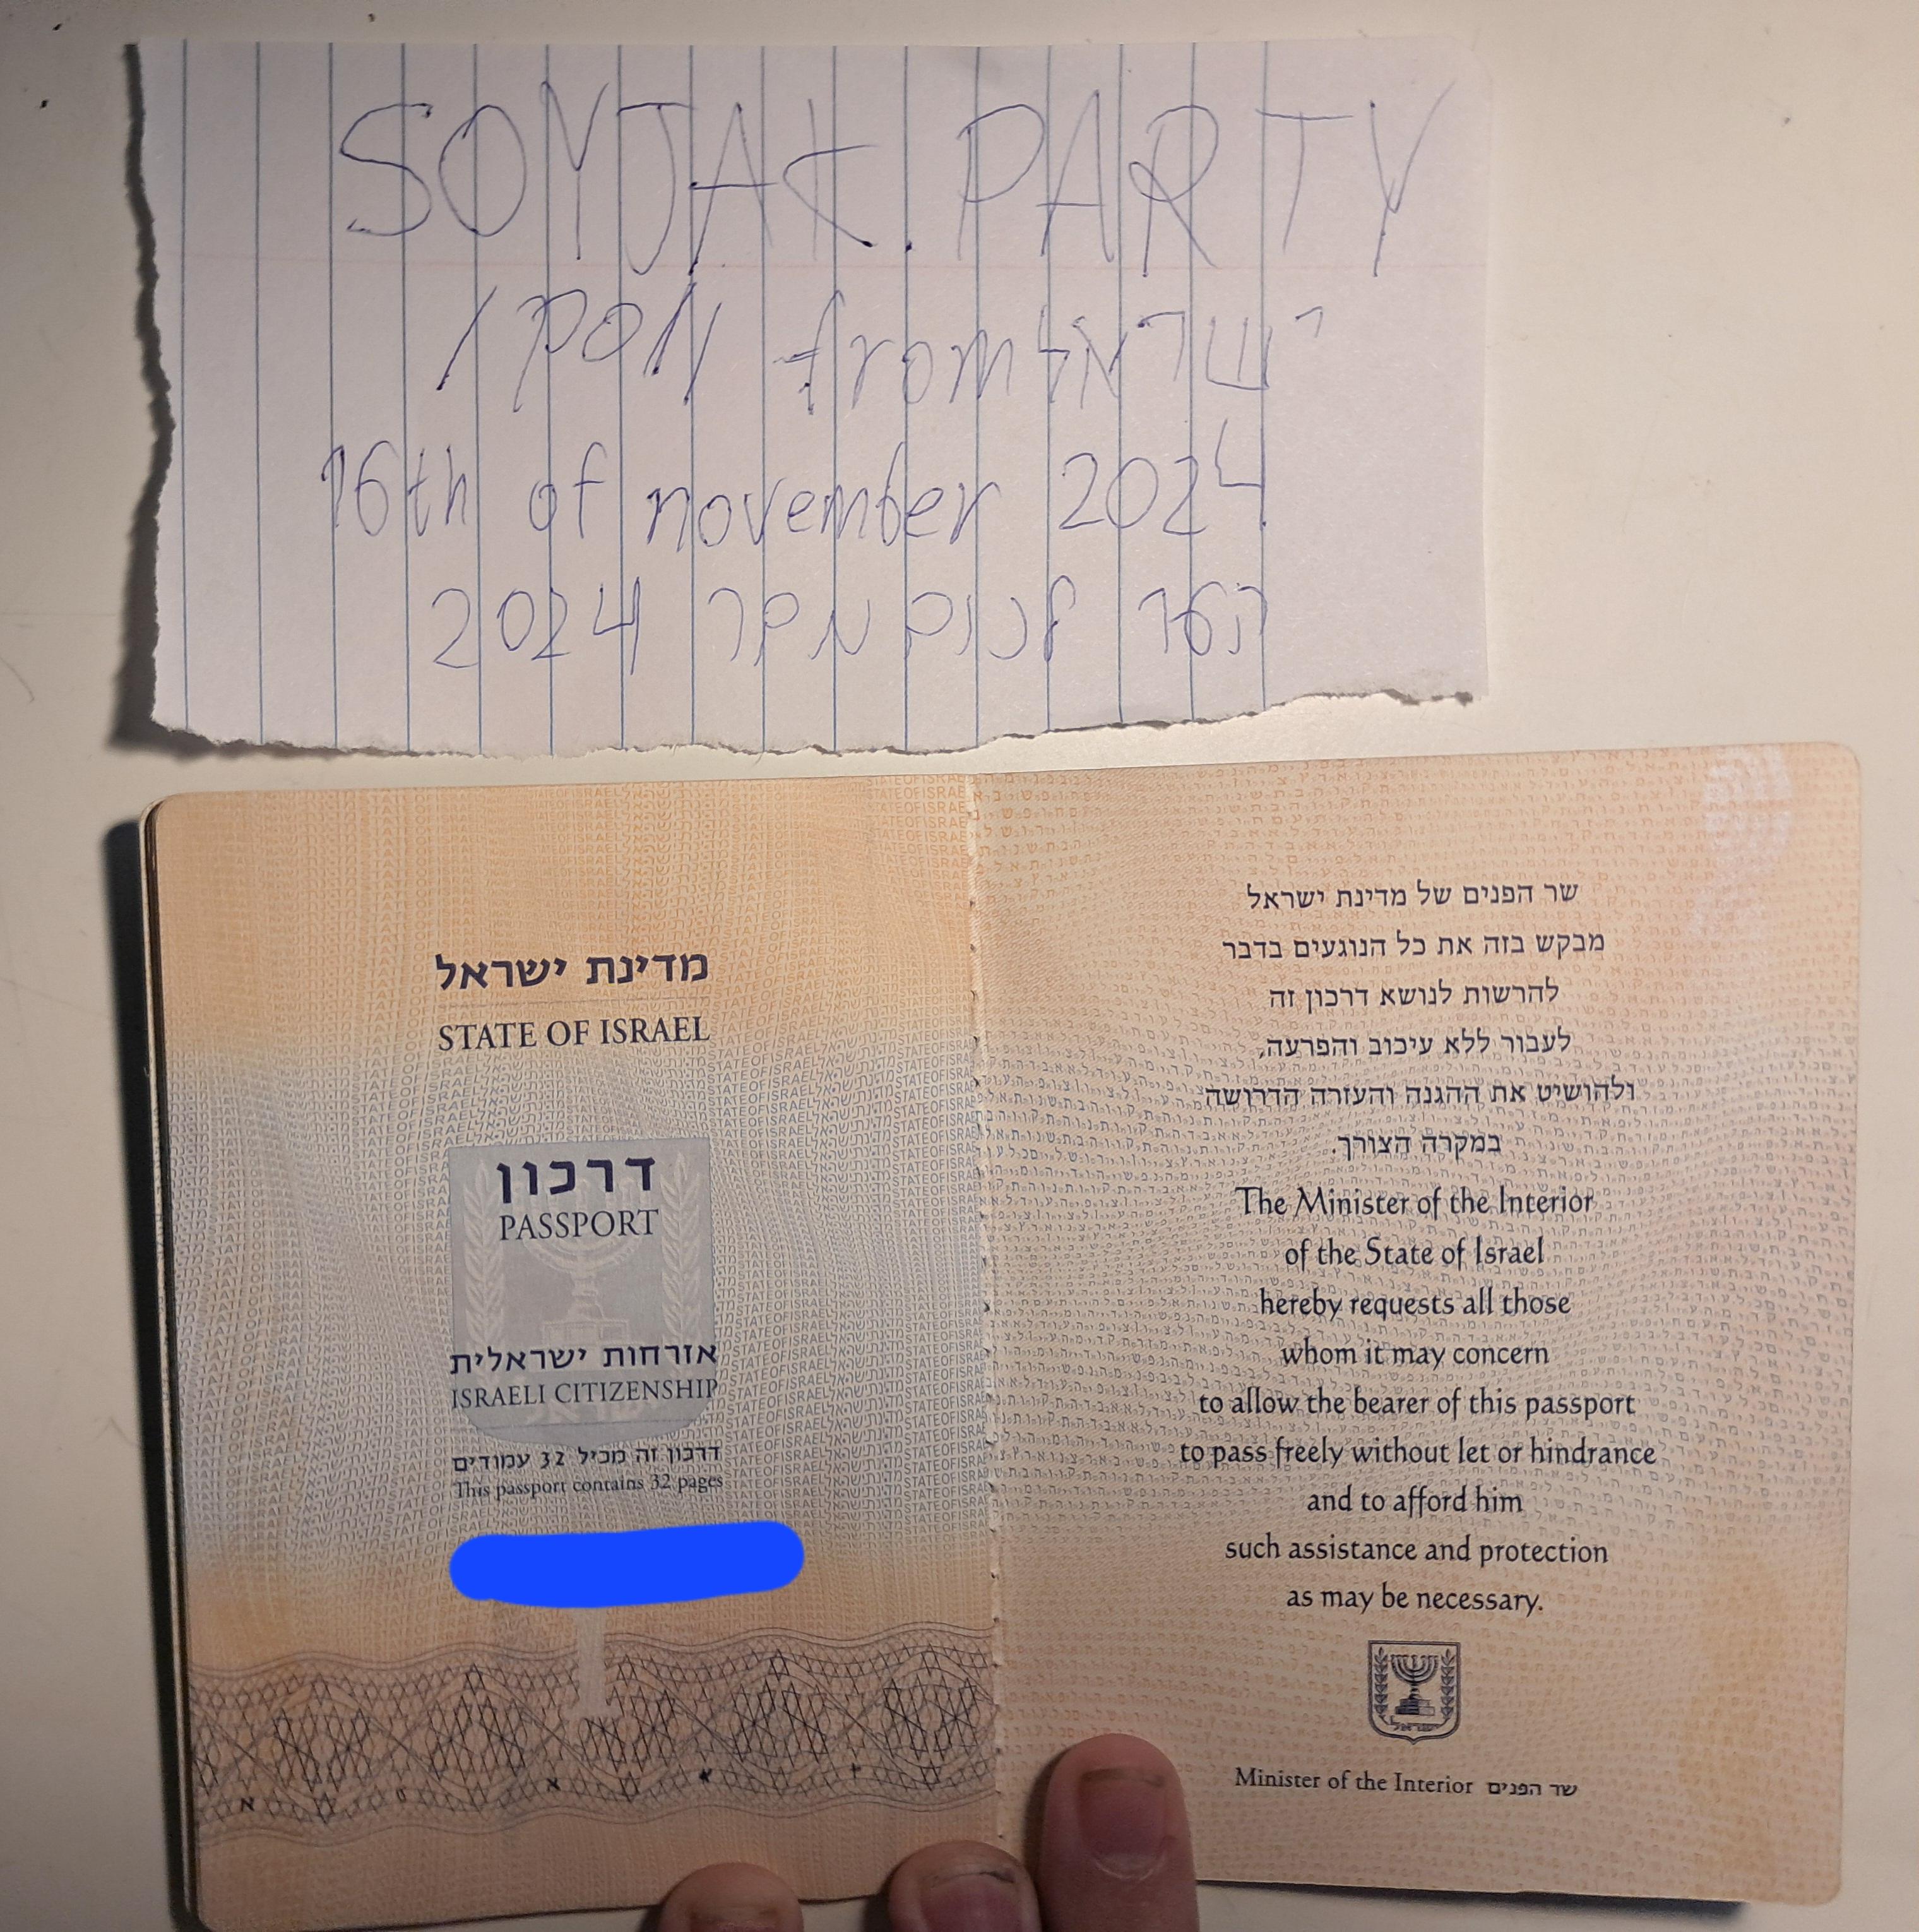 SOYJAK.PARTY
from ישראל
16th of november 2024
2024
מדינת ישראל
STATE OF ISRAEL
דרכון
PASSPORT
אזרחות ישראלית
ISRAELI CITIZENSHIP
דרכון זה מכיל 32 עמודים
This passport contains 32 pages
שר הפנים של מדינת ישראל
מבקש בזה את כל הנוגעים בדבר
להרשות לנושא דרכון זה
לעבור ללא עיכוב והפרעה,
ולהושיט את ההגנה והעזרה הדרושה
במקרה הצורך.
The Minister of the Interior
of the State of Israel
hereby requests all those
whom it may concern
to allow the bearer of this passport
to pass freely without let or hindrance
and to afford him
such assistance and protection
as may be necessary.
ישראל
Minister of the Interior שר הפנים